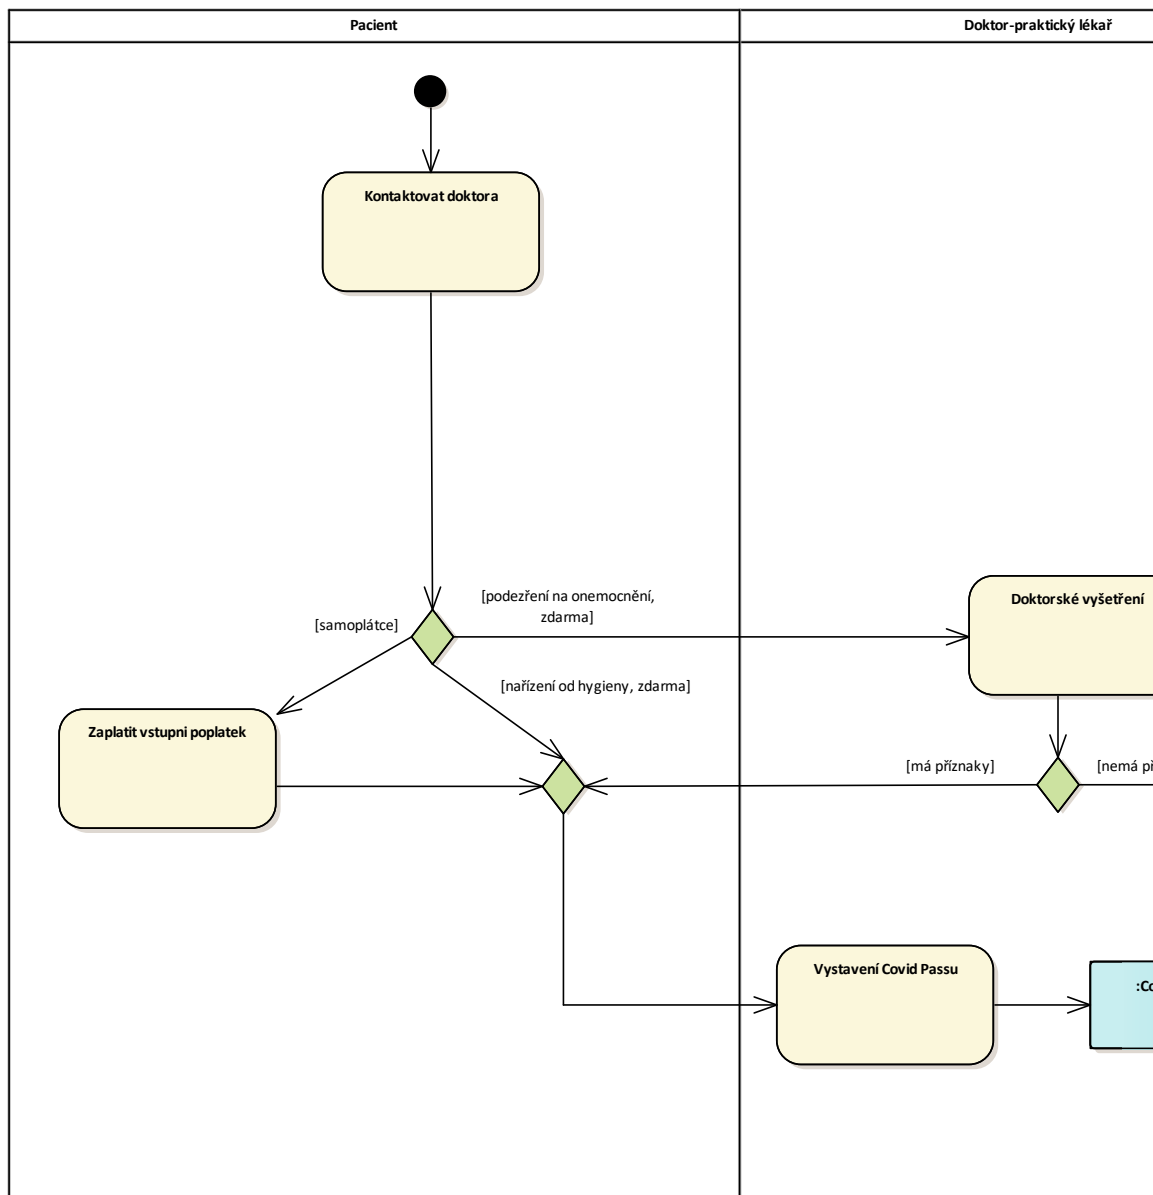 Pacient
Doktor-praktický lékař
Kontaktovat doktora
[podezření na onemocnění,
zdarma]
[samoplátce]
Doktorské vyšetření
[nařízení od hygieny, zdarma]
Zaplatit vstupni poplatek
[má příznaky]
[nemá
Vystavení Covid Passu